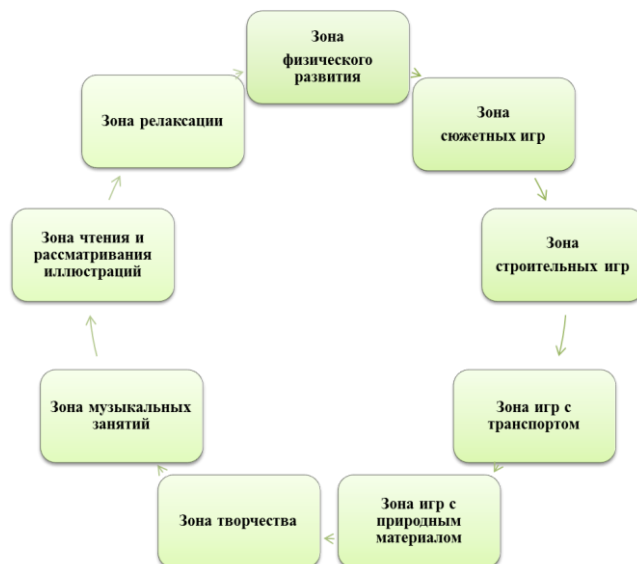 Зона
физического
развития
Зона
сюжетных игр
Зона
строительных игр
Зона игр с
транспортом
Зона игр с
природным
материалом
Зона творчества
Зона музыкальных
занятий
Зона чтения и
рассматривания
иллюстраций
Зона релаксации